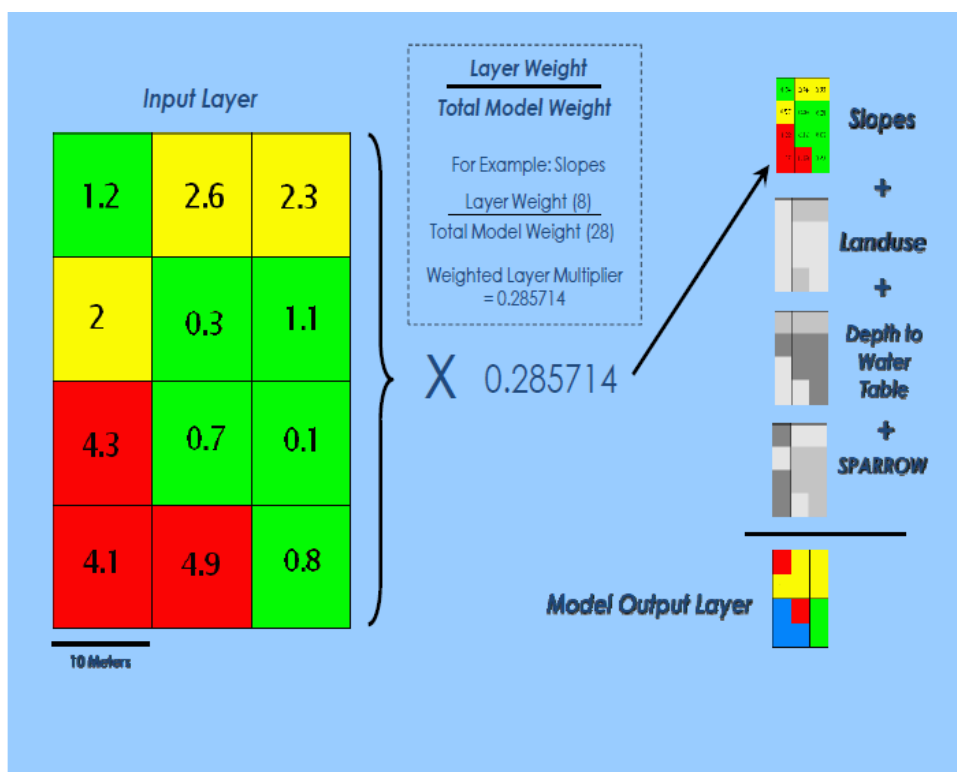 Input Layer
1.2 2.6 2.3
2 0.3 1.1
4.3 0.7 0.1
4.1 4.9 0.8
10 Meters
Layer Weight
Total Model Weight
For Example: Slopes
Layer Weight (8)
Total Model Weight (28)
Weighted Layer Multiplier
= 0.285714
X 0.285714
Slopes
+
Landuse
+
Depth to
Water
Table
+
SPARROW
Model Output Layer